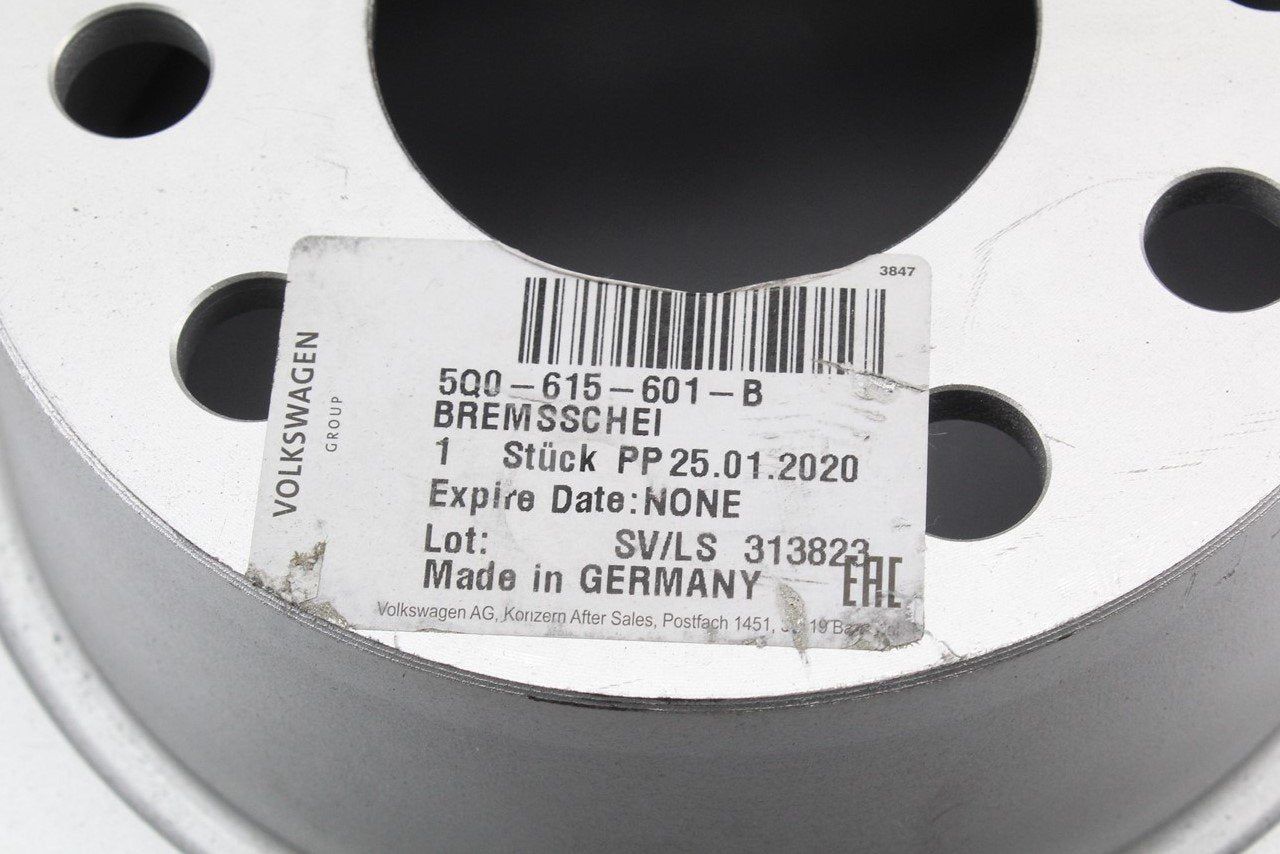 3847
VOLKSWAGEN
GROUP
5Q0-615-601-B
BREMSSCHEI
1 Stück PP 25.01.2020
Expire Date: NONE
Lot: SV/LS 313823
Made in GERMANY
EAC
Volkswagen AG, Konzern After Sales, Postfach 1451,